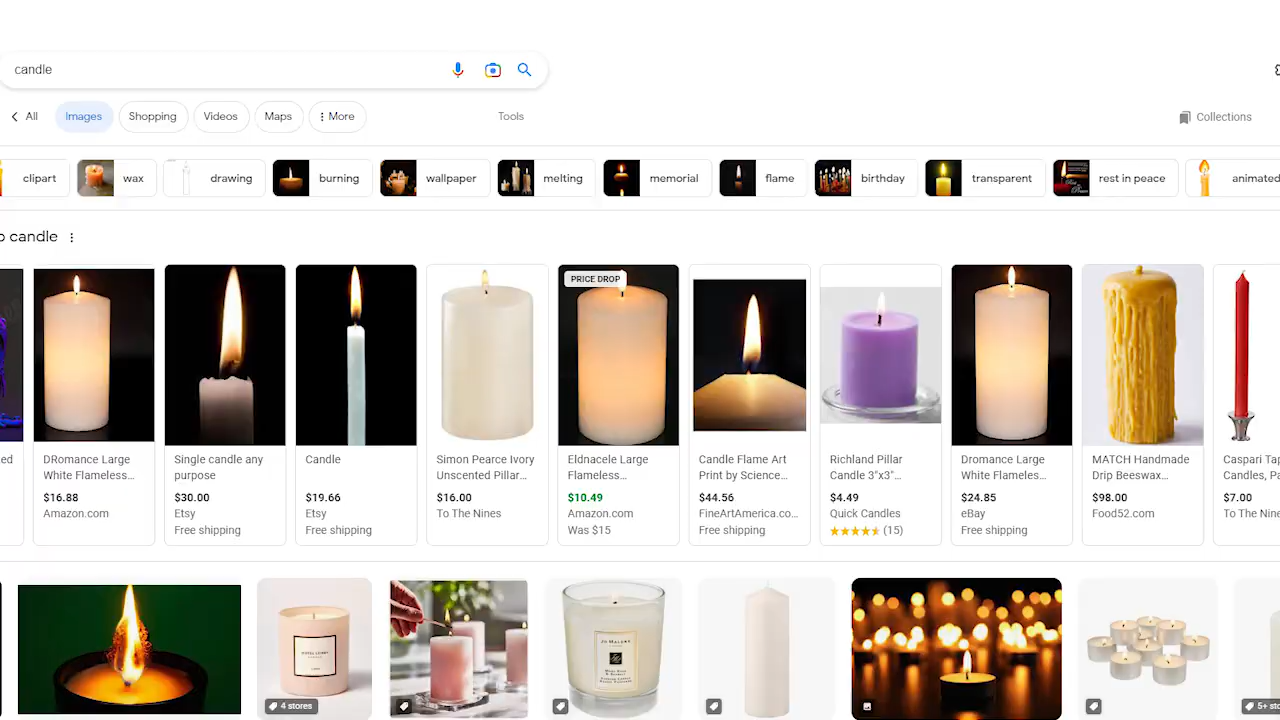 candle
All
Images
Shopping
Videos
Maps
More
Tools
Collections
clipart
wax
drawing
burning
wallpaper
melting
memorial
flame
birthday
transparent
rest in peace
animated
candle
DRomance Large
White Flameless...
$16.88
Amazon.com
Single candle any
purpose
$30.00
Etsy
Free shipping
Candle
$19.66
Etsy
Free shipping
Simon Pearce Ivory
Unscented Pillar...
$16.00
To The Nines
PRICE DROP
Eldnacele Large
Flameless...
$10.49
Amazon.com
Was $15
Candle Flame Art
Print by Science...
$44.56
FineArtAmerica.co...
Free shipping
Richland Pillar
Candle 3"x3"...
$4.49
Quick Candles
(15)
Dromance Large
White Flameles...
$24.85
eBay
Free shipping
MATCH Handmade
Drip Beeswax...
$98.00
Food52.com
Caspari Tap
Candles, Pa
$7.00
To The Nine
4 stores
JO MALONE
5+ sto